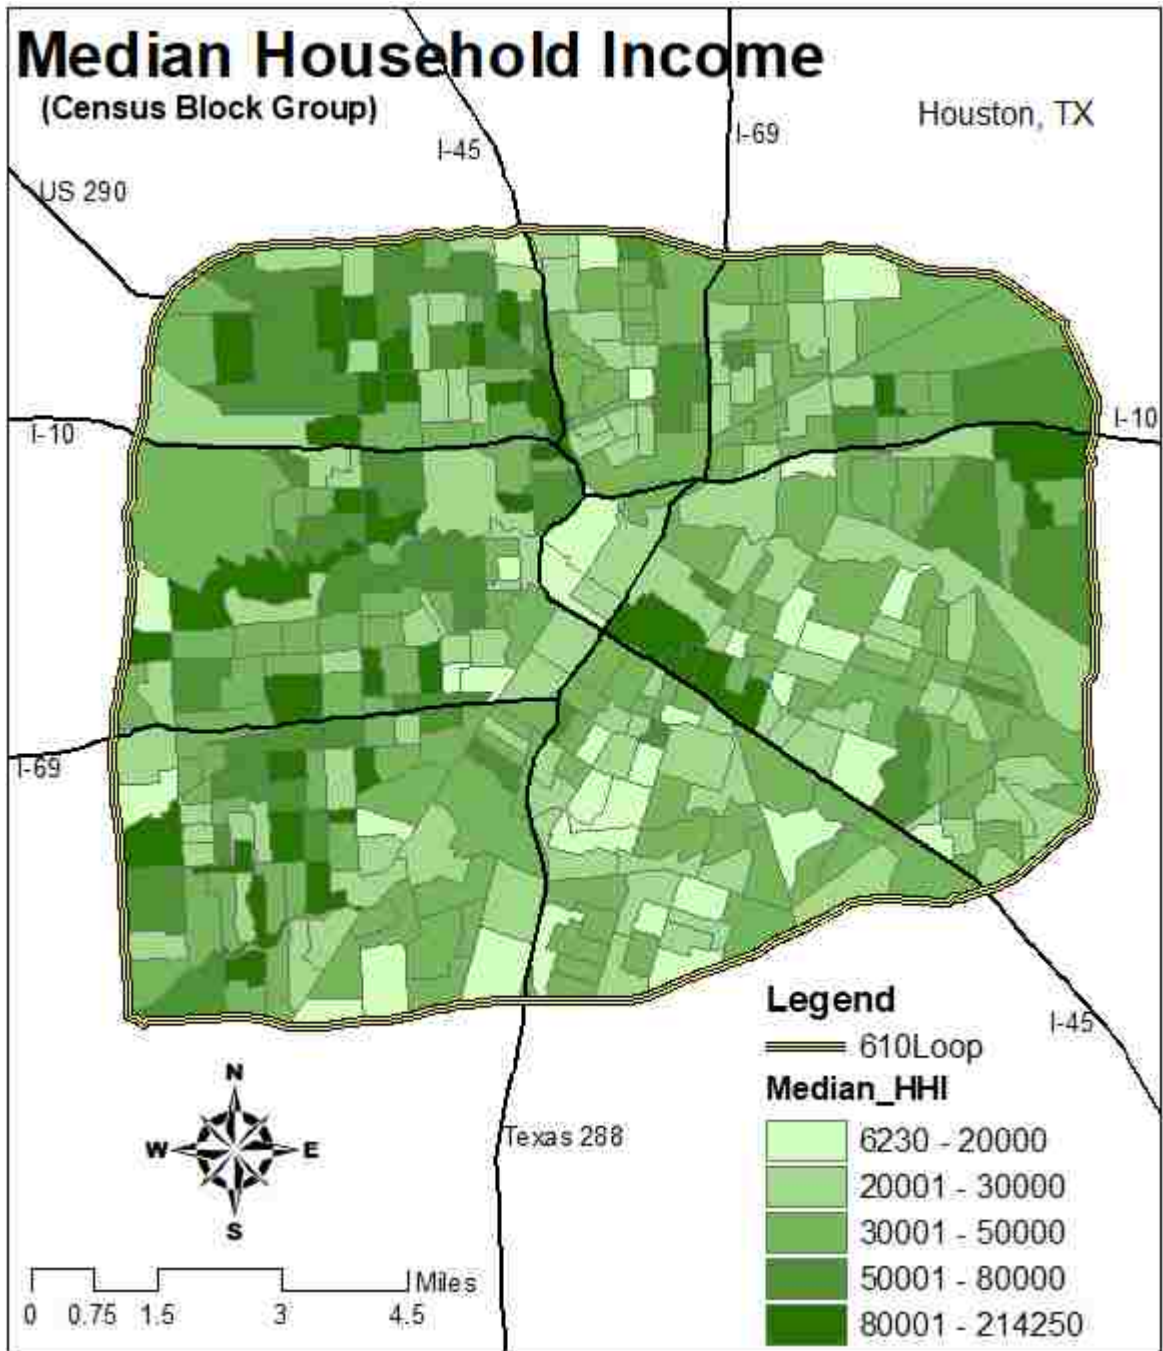 Median Household Income
(Census Block Group)
Houston, TX
I-45
I-69
US 290
I-10
I-10
I-69
I-45
Texas 288
N
W
E
S
0 0.75 1.5 3 4.5
Miles
Legend
610Loop
Median_HHI
6230 - 20000
20001 - 30000
30001 - 50000
50001 - 80000
80001 - 214250